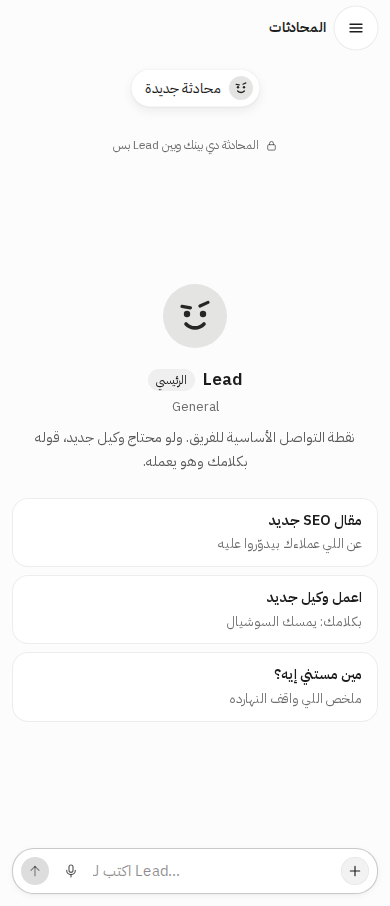 المحادثات
محادثة جديدة
المحادثة دي بينك وبين Lead بس
Lead الرئيسي
General
نقطة التواصل الأساسية للفريق. ولو محتاج وكيل جديد، قوله
بكلامك وهو يعمله.
مقال SEO جديد
عن اللي عملاءك بيدوّروا عليه
اعمل وكيل جديد
بكلامك: يمسك السوشيال
مين مستني إيه؟
ملخص اللي واقف النهارده
اكتب لـ Lead...